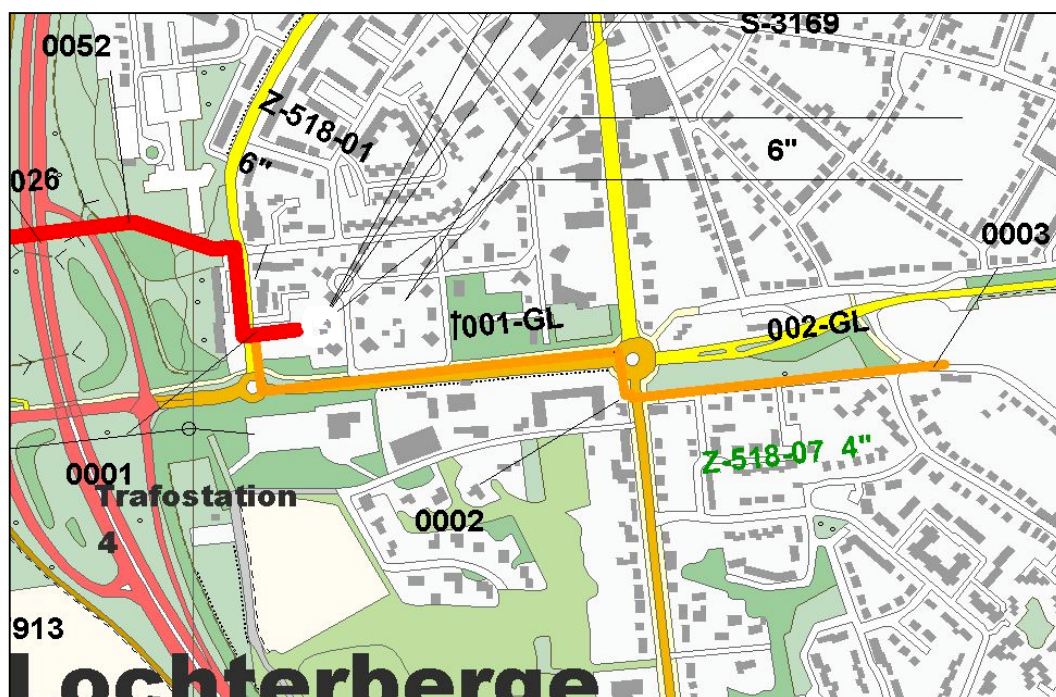 S-3169
0052
Z-518-01
6"
6"
026
0003
†001-GL
002-GL
Z-518-07 4"
0001
Trafostation
4
0002
913
Lochterberge